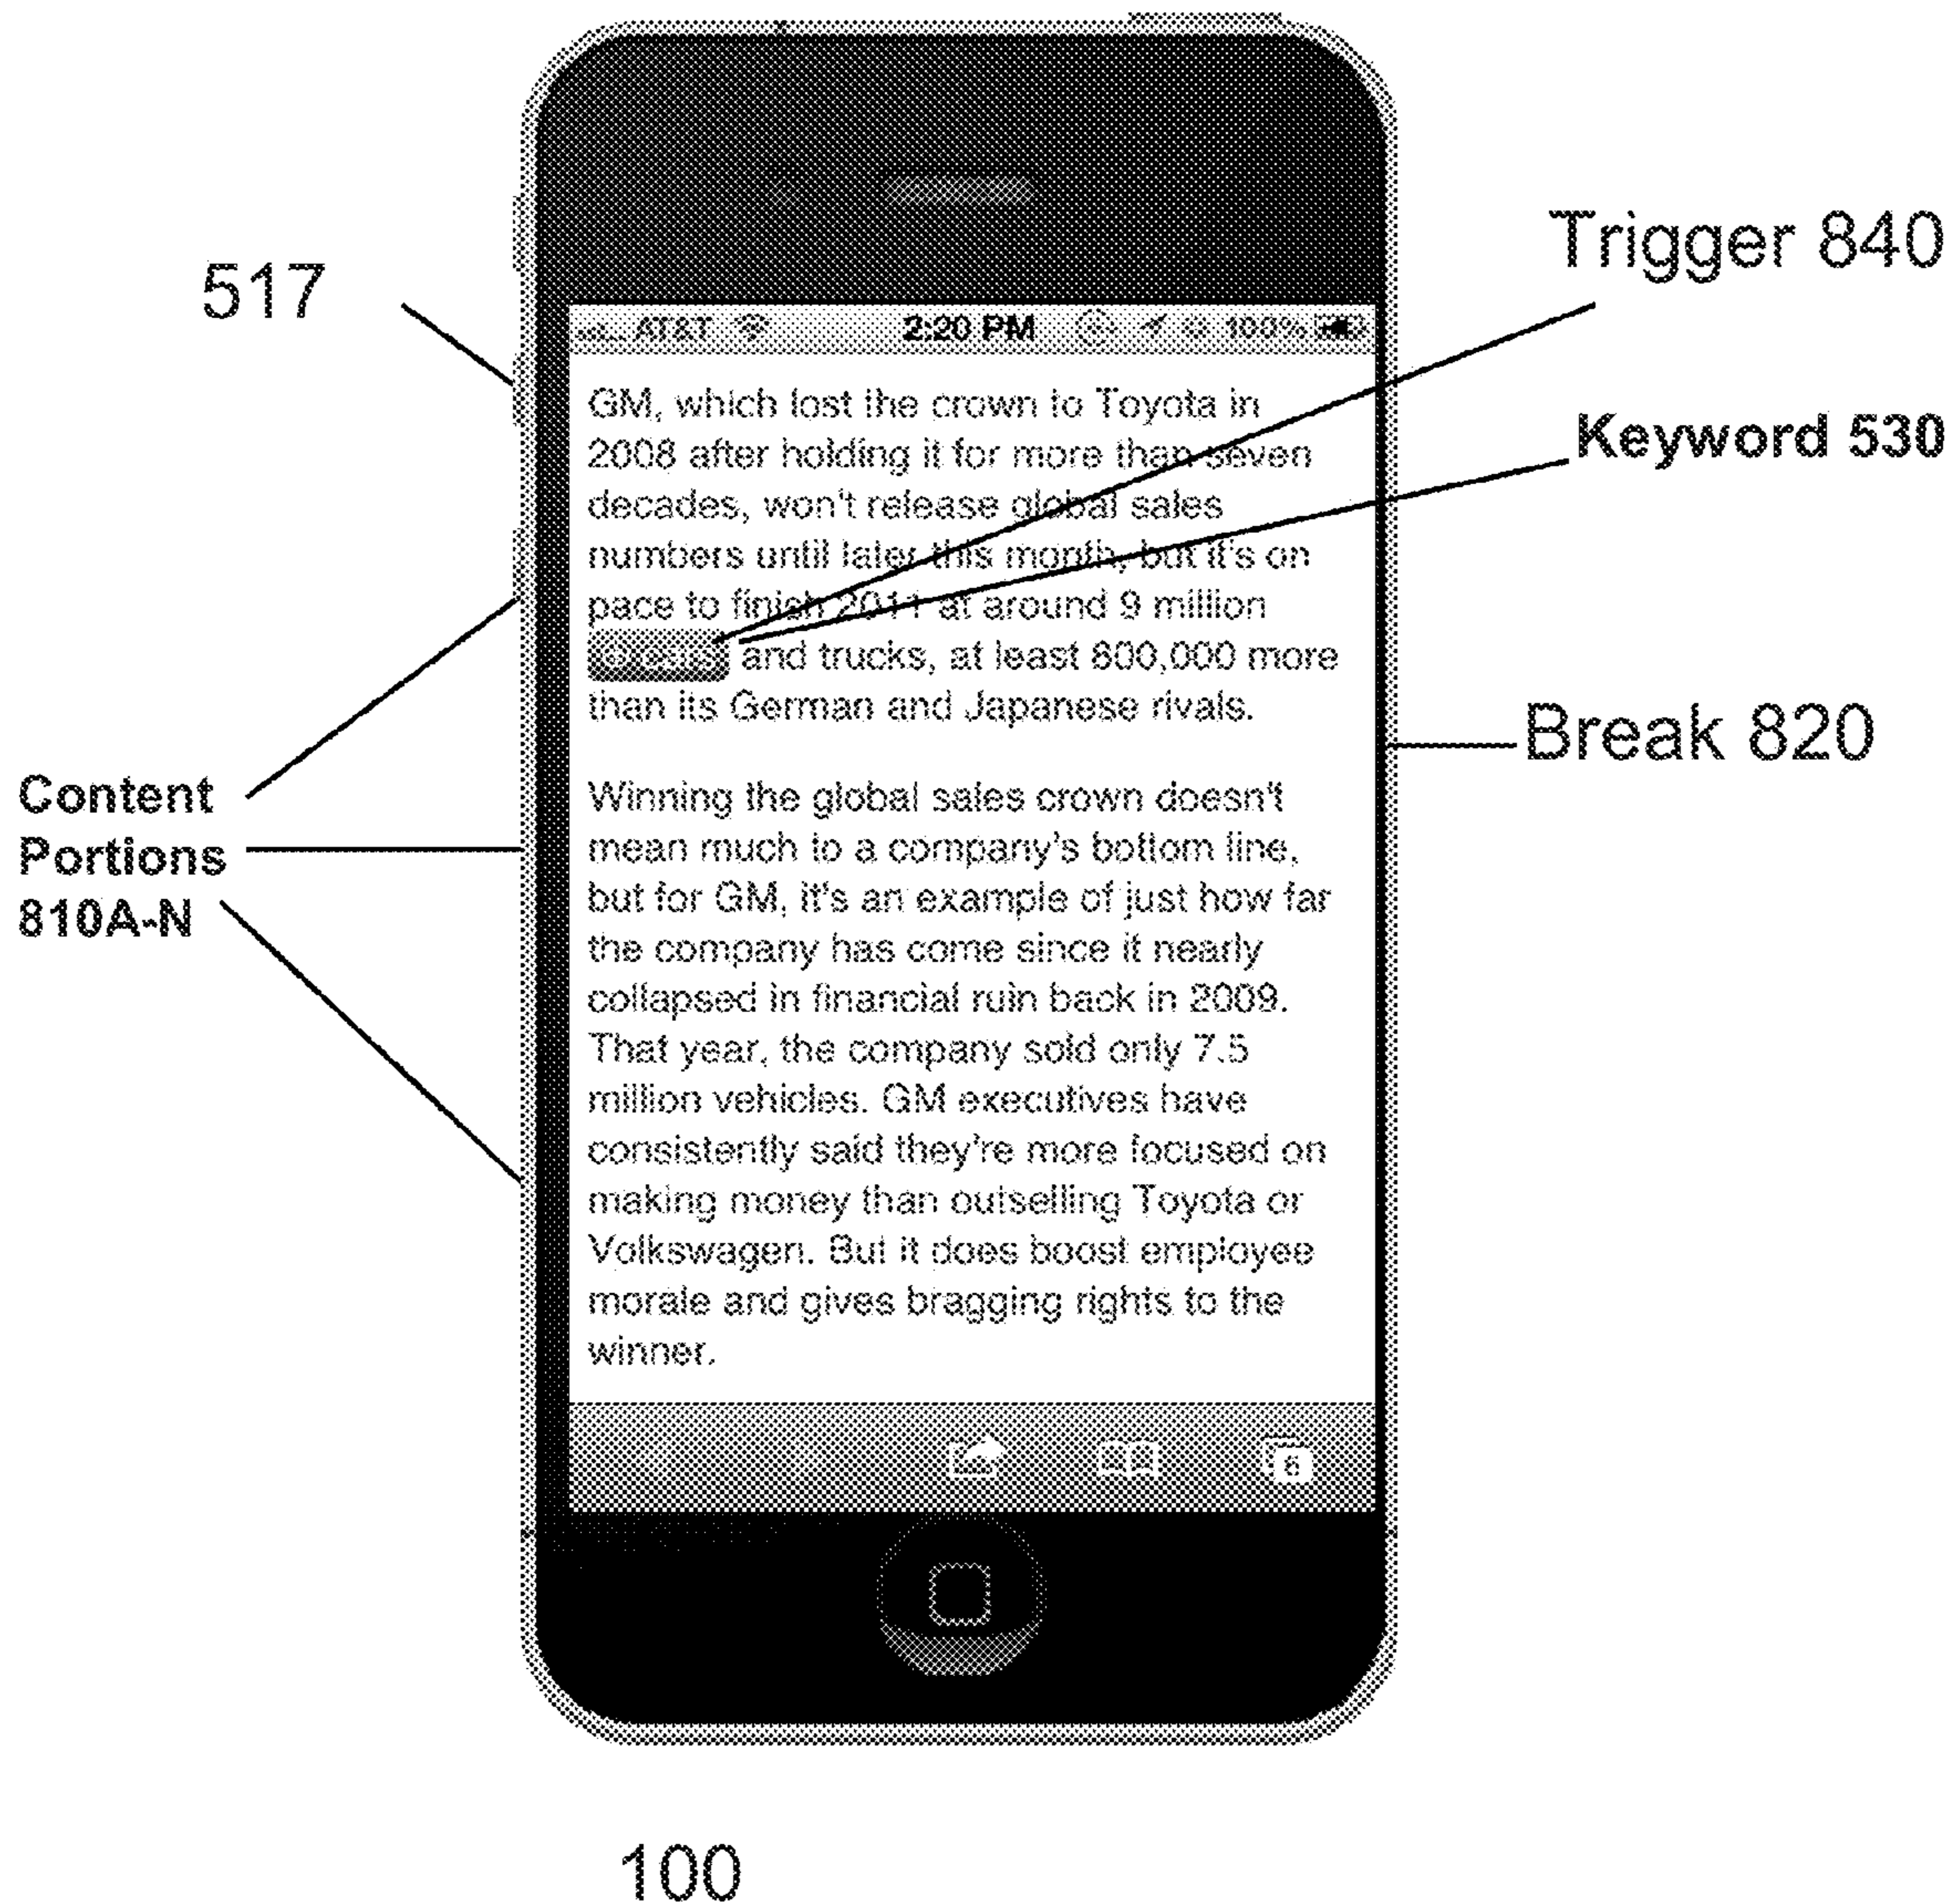 517
Trigger 840
Keyword 530
Break 820
Content
Portions
810A-N
AT&T 2:20 PM 100%
GM, which lost the crown to Toyota in
2008 after holding it for more than seven
decades, won't release global sales
numbers until later this month, but it's on
pace to finish 2011 at around 9 million
and trucks, at least 800,000 more
than its German and Japanese rivals.
Winning the global sales crown doesn't
mean much to a company's bottom line,
but for GM, it's an example of just how far
the company has come since it nearly
collapsed in financial ruin back in 2009.
That year, the company sold only 7.5
million vehicles. GM executives have
consistently said they're more focused on
making money than outselling Toyota or
Volkswagen. But it does boost employee
morale and gives bragging rights to the
winner.
6
100